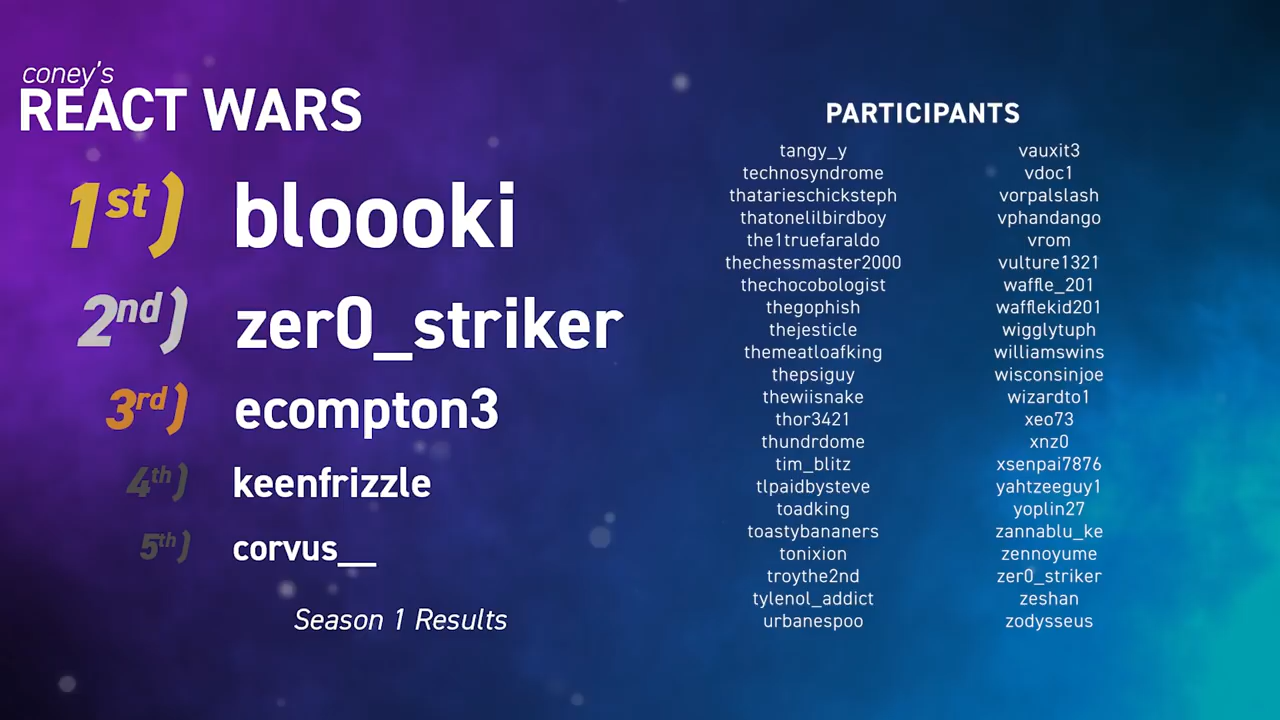 coney's
REACT WARS
1st) bloooki
2nd) zer0_striker
3rd) ecompton3
4th) keenfrizzle
5th) corvus__
Season 1 Results
PARTICIPANTS
tangy_y
technosyndrome
thatarieschicksteph
thatonelilbirdboy
the1truefaraldo
thechessmaster2000
thechocobologist
thegophish
thejesticle
themeatloafking
thepsiguy
thewiisnake
thor3421
thundrdome
tim_blitz
tlpaidbysteve
toadking
toastybananers
tonixion
troythe2nd
tylenol_addict
urbanespoo
vauxit3
vdoc1
vorpalslash
vphandango
vrom
vulture1321
waffle_201
wafflekid201
wigglytuph
williamswins
wisconsinjoe
wizardto1
xeo73
xnz0
xsenpai7876
yahtzeeguy1
yoplin27
zannablu_ke
zennoyume
zer0_striker
zeshan
zodysseus